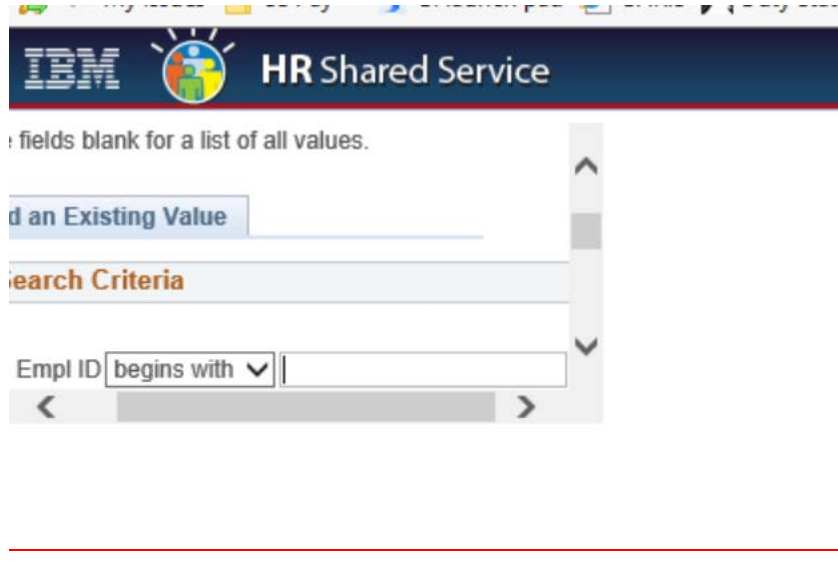 IBM HR Shared Service
fields blank for a list of all values.
d an Existing Value
earch Criteria
Empl ID begins with